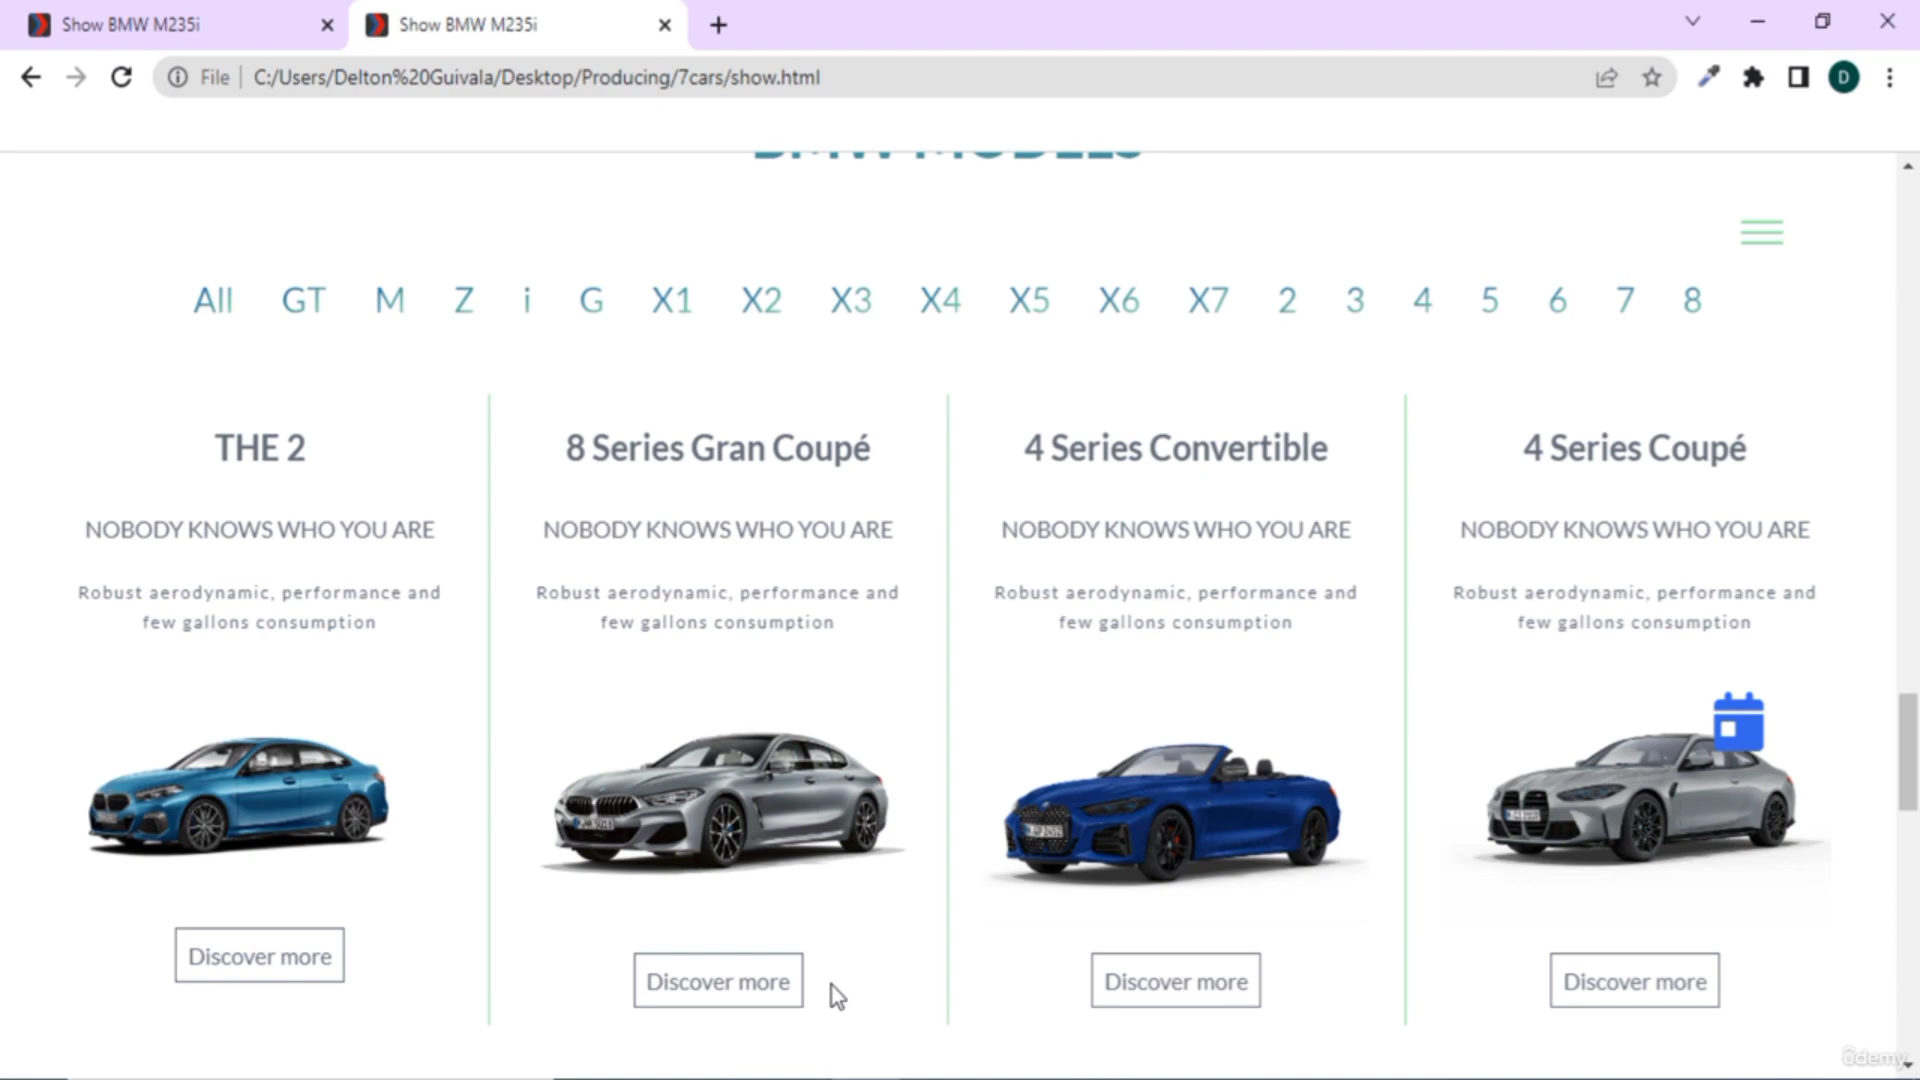 Show BMW M235i
Show BMW M235i
File C:/Users/Delton%20Guivala/Desktop/Producing/7cars/show.html
D
BMW MODELS
All GT M Z i G X1 X2 X3 X4 X5 X6 X7 2 3 4 5 6 7 8
THE 2
NOBODY KNOWS WHO YOU ARE
Robust aerodynamic, performance and
few gallons consumption
Discover more
8 Series Gran Coupé
NOBODY KNOWS WHO YOU ARE
Robust aerodynamic, performance and
few gallons consumption
Discover more
4 Series Convertible
NOBODY KNOWS WHO YOU ARE
Robust aerodynamic, performance and
few gallons consumption
Discover more
4 Series Coupé
NOBODY KNOWS WHO YOU ARE
Robust aerodynamic, performance and
few gallons consumption
Discover more
ûdemy